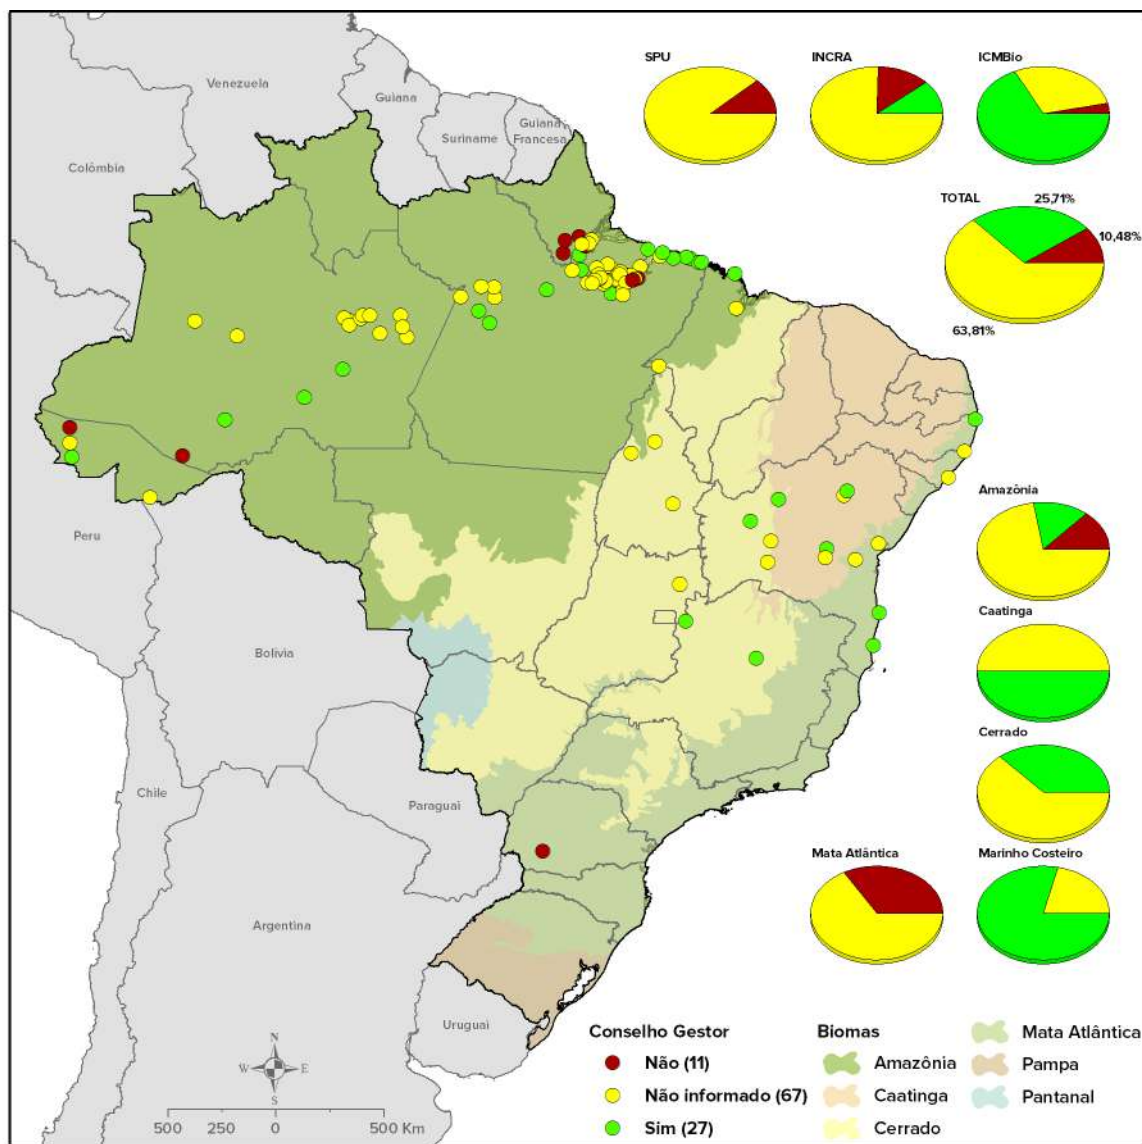 SPU
INCRA
ICMBio
Venezuela
Guiana
Suriname
Guiana
Francesa
Colômbia
TOTAL
25,71%
10,48%
63,81%
Amazônia
Peru
Caatinga
Bolívia
Cerrado
Chile
Paraguai
Mata Atlântica
Marinho Costeiro
Argentina
Uruguai
N
W
E
S
500
250
0
500 Km
Conselho Gestor
Não (11)
Não informado (67)
Sim (27)
Biomas
Amazônia
Caatinga
Cerrado
Mata Atlântica
Pampa
Pantanal